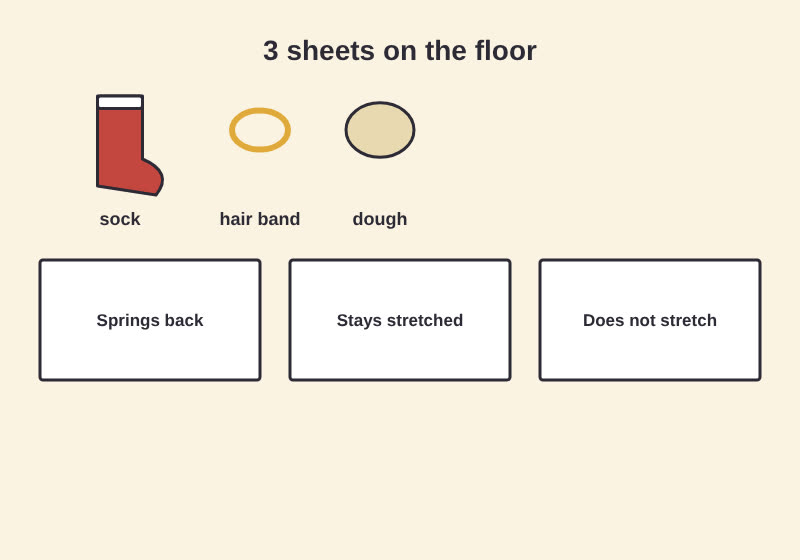 3 sheets on the floor
sock
hair band
dough
Springs back
Stays stretched
Does not stretch